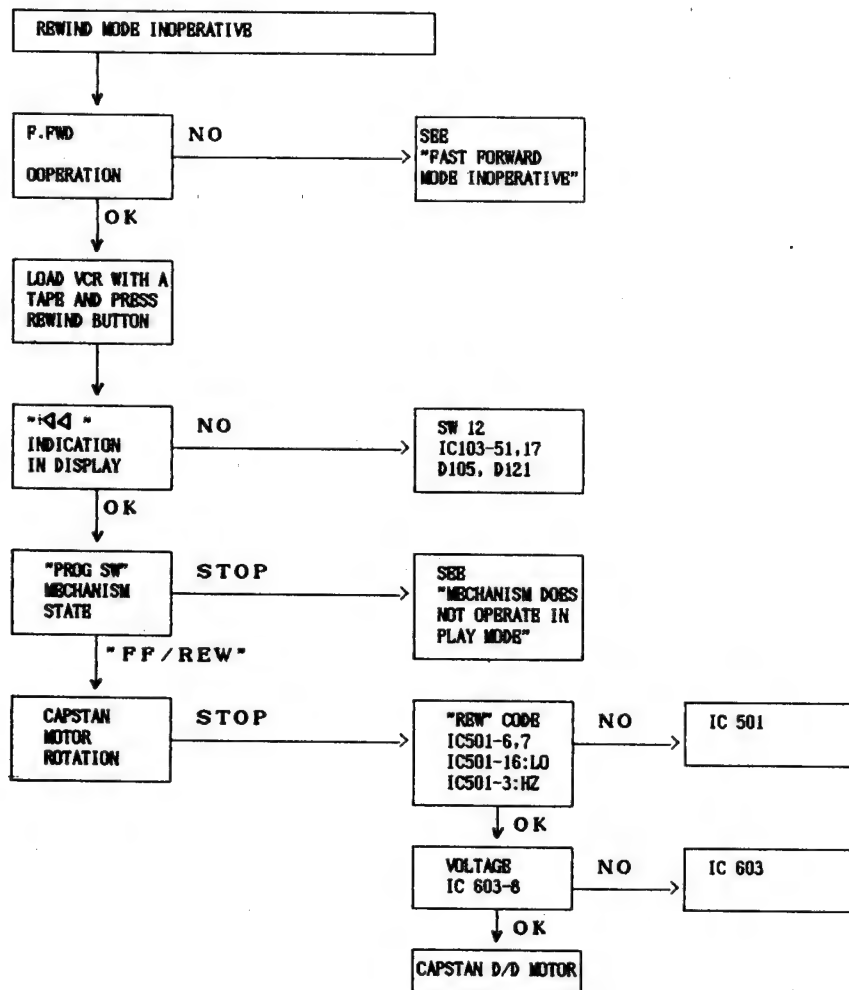 REWIND MODE INOPERATIVE
F.FWD
OOPERATION
NO
SEE
"FAST FORWARD
MODE INOPERATIVE"
OK
LOAD VCR WITH A
TAPE AND PRESS
REWIND BUTTON
"◁◁"
INDICATION
IN DISPLAY
NO
SW 12
IC103-51,17
D105, D121
OK
"PROG SW"
MECHANISM
STATE
STOP
SEE
"MECHANISM DOES
NOT OPERATE IN
PLAY MODE"
"FF/REW"
CAPSTAN
MOTOR
ROTATION
STOP
"REW" CODE
IC501-6,7
IC501-16:LO
IC501-3:HZ
NO
IC 501
OK
VOLTAGE
IC 603-8
NO
IC 603
OK
CAPSTAN D/D MOTOR